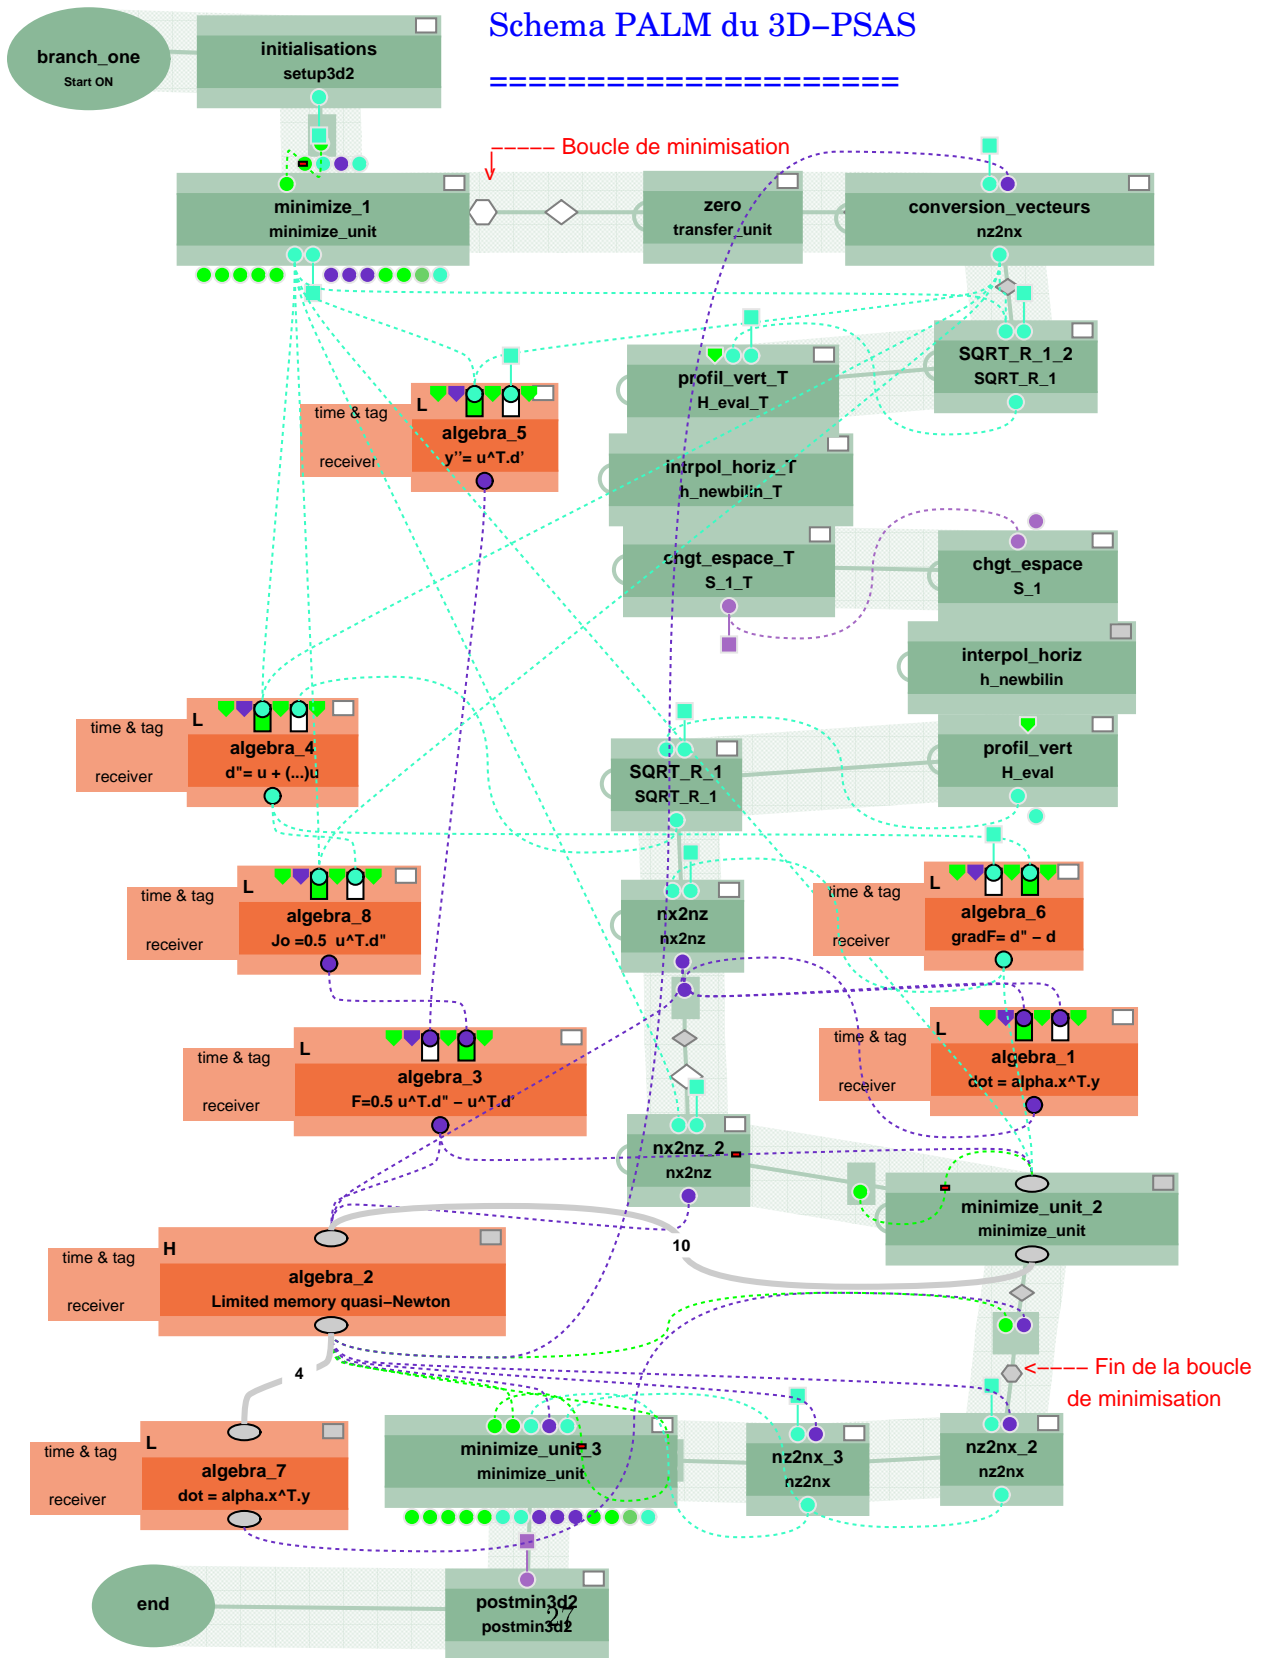 Schema PALM du 3D–PSAS
=====================
branch_one
Start ON
initialisations
setup3d2
----- Boucle de minimisation
minimize_1
minimize_unit
zero
transfer_unit
conversion_vecteurs
nz2nx
SQRT_R_1_2
SQRT_R_1
profil_vert_T
H_eval_T
time & tag
L
algebra_5
receiver
y''= u^T.d'
intrpol_horiz_T
h_newbilin_T
chgt_espace_T
S_1_T
chgt_espace
S_1
interpol_horiz
h_newbilin
time & tag
L
algebra_4
receiver
d"= u + (...)u
SQRT_R_1
SQRT_R_1
profil_vert
H_eval
time & tag
L
algebra_8
receiver
Jo =0.5 u^T.d"
nx2nz
nx2nz
time & tag
L
algebra_6
receiver
gradF= d" – d
time & tag
L
algebra_3
receiver
F=0.5 u^T.d" – u^T.d'
time & tag
L
algebra_1
receiver
dot = alpha.x^T.y
nx2nz_2
nx2nz
minimize_unit_2
minimize_unit
10
time & tag
H
algebra_2
receiver
Limited memory quasi–Newton
4
<---- Fin de la boucle
de minimisation
time & tag
L
algebra_7
receiver
dot = alpha.x^T.y
minimize_unit_3
minimize_unit
nz2nx_3
nz2nx
nz2nx_2
nz2nx
end
postmin3d2
postmin3d2
27